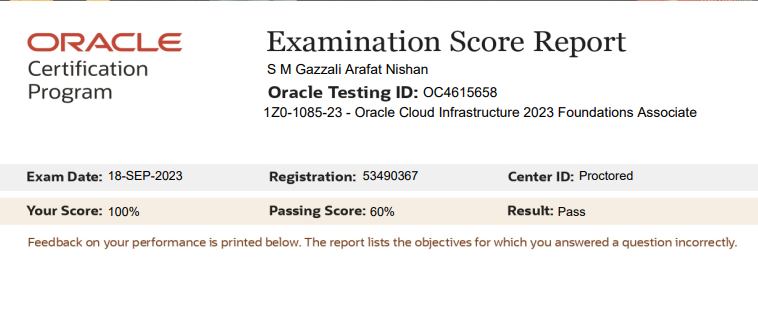 ORACLE
Certification
Program
Examination Score Report
S M Gazzali Arafat Nishan
Oracle Testing ID: OC4615658
1Z0-1085-23 - Oracle Cloud Infrastructure 2023 Foundations Associate
Exam Date: 18-SEP-2023 Registration: 53490367 Center ID: Proctored
Your Score: 100% Passing Score: 60% Result: Pass
Feedback on your performance is printed below. The report lists the objectives for which you answered a question incorrectly.